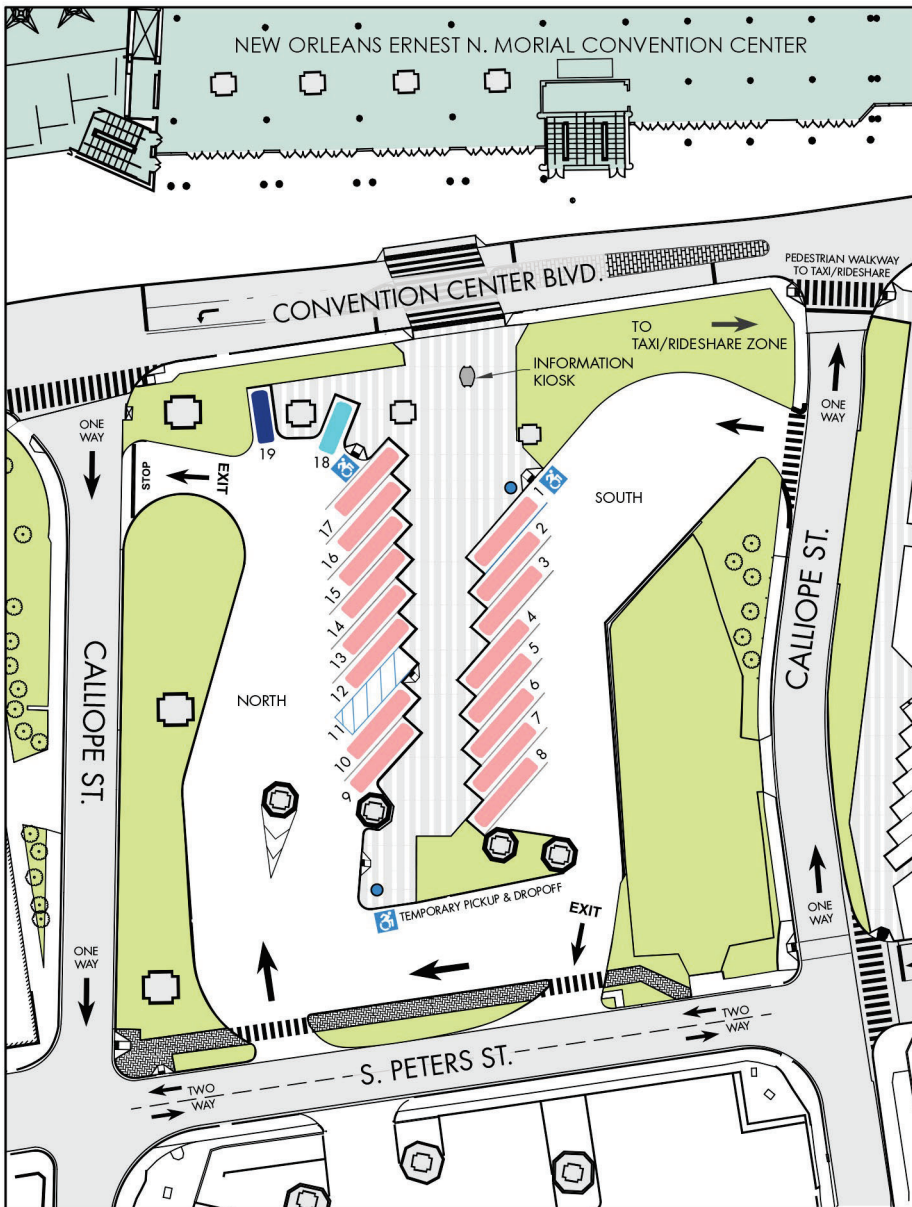 NEW ORLEANS ERNEST N. MORIAL CONVENTION CENTER
PEDESTRIAN WALKWAY
TO TAXI/RIDESHARE
CONVENTION CENTER BLVD.
TO
TAXI/RIDESHARE ZONE
INFORMATION
KIOSK
ONE
WAY
ONE
WAY
STOP
EXIT
19
18
1
SOUTH
17
2
16
3
15
4
14
5
13
6
12
7
11
8
10
9
NORTH
CALLIOPE ST.
CALLIOPE ST.
TEMPORARY PICKUP & DROPOFF
EXIT
ONE
WAY
ONE
WAY
TWO
WAY
S. PETERS ST.
TWO
WAY